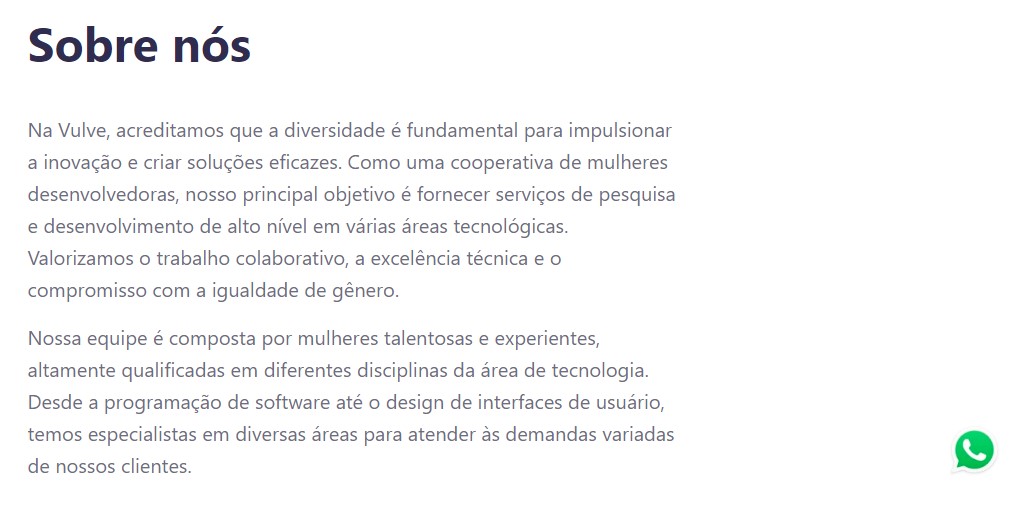 Sobre nós
Na Vulve, acreditamos que a diversidade é fundamental para impulsionar
a inovação e criar soluções eficazes. Como uma cooperativa de mulheres
desenvolvedoras, nosso principal objetivo é fornecer serviços de pesquisa
e desenvolvimento de alto nível em várias áreas tecnológicas.
Valorizamos o trabalho colaborativo, a excelência técnica e o
compromisso com a igualdade de gênero.
Nossa equipe é composta por mulheres talentosas e experientes,
altamente qualificadas em diferentes disciplinas da área de tecnologia.
Desde a programação de software até o design de interfaces de usuário,
temos especialistas em diversas áreas para atender às demandas variadas
de nossos clientes.